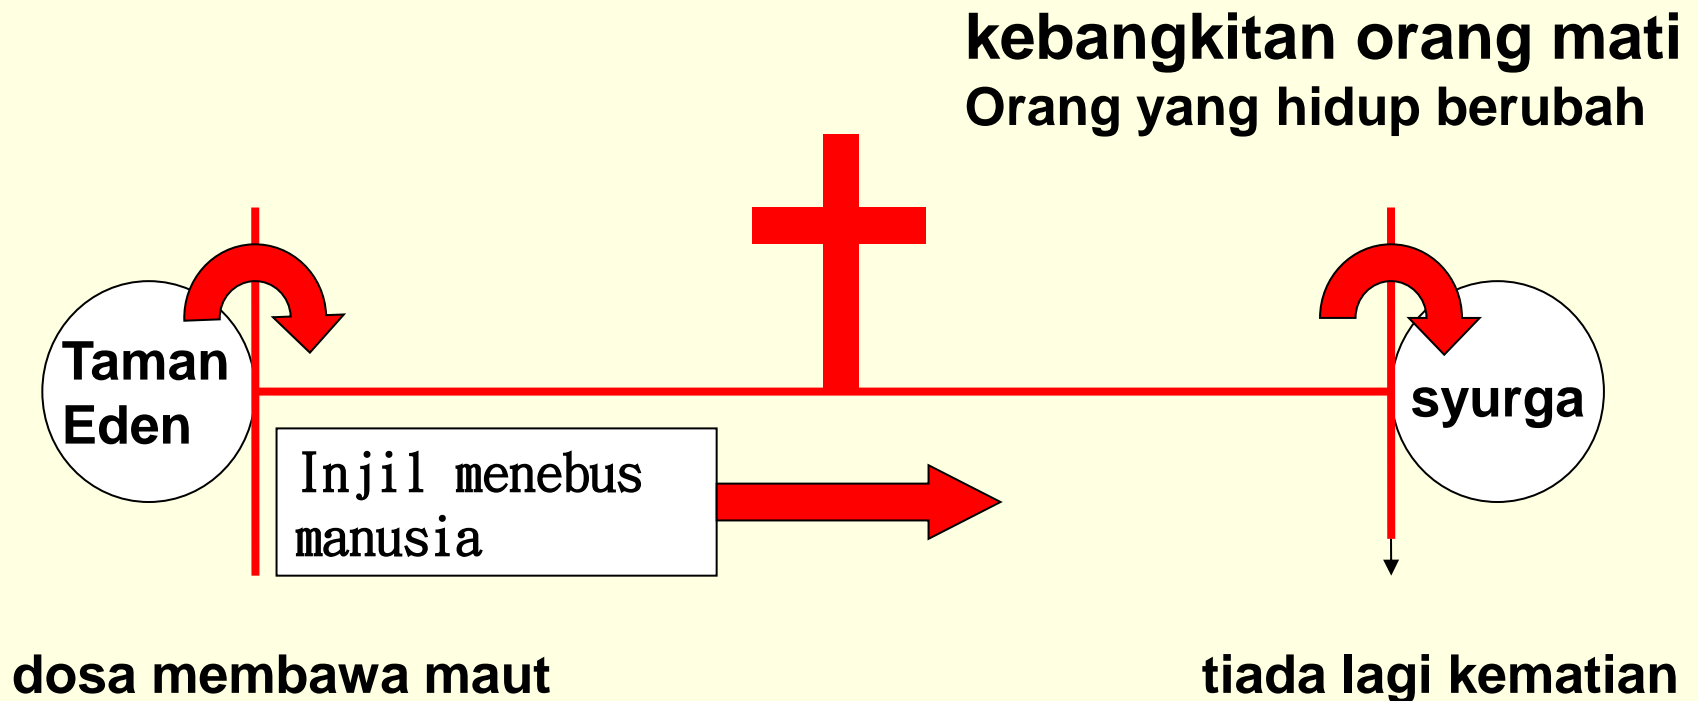 kebangkitan orang mati
Orang yang hidup berubah
Taman
Eden
syurga
Injil menebus
manusia
dosa membawa maut
tiada lagi kematian